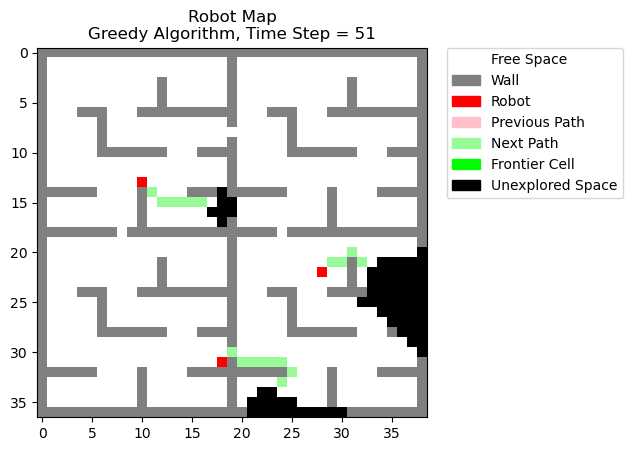 Robot Map
Greedy Algorithm, Time Step = 51
0
5
10
15
20
25
30
35
0
5
10
15
20
25
30
35
Free Space
Wall
Robot
Previous Path
Next Path
Frontier Cell
Unexplored Space